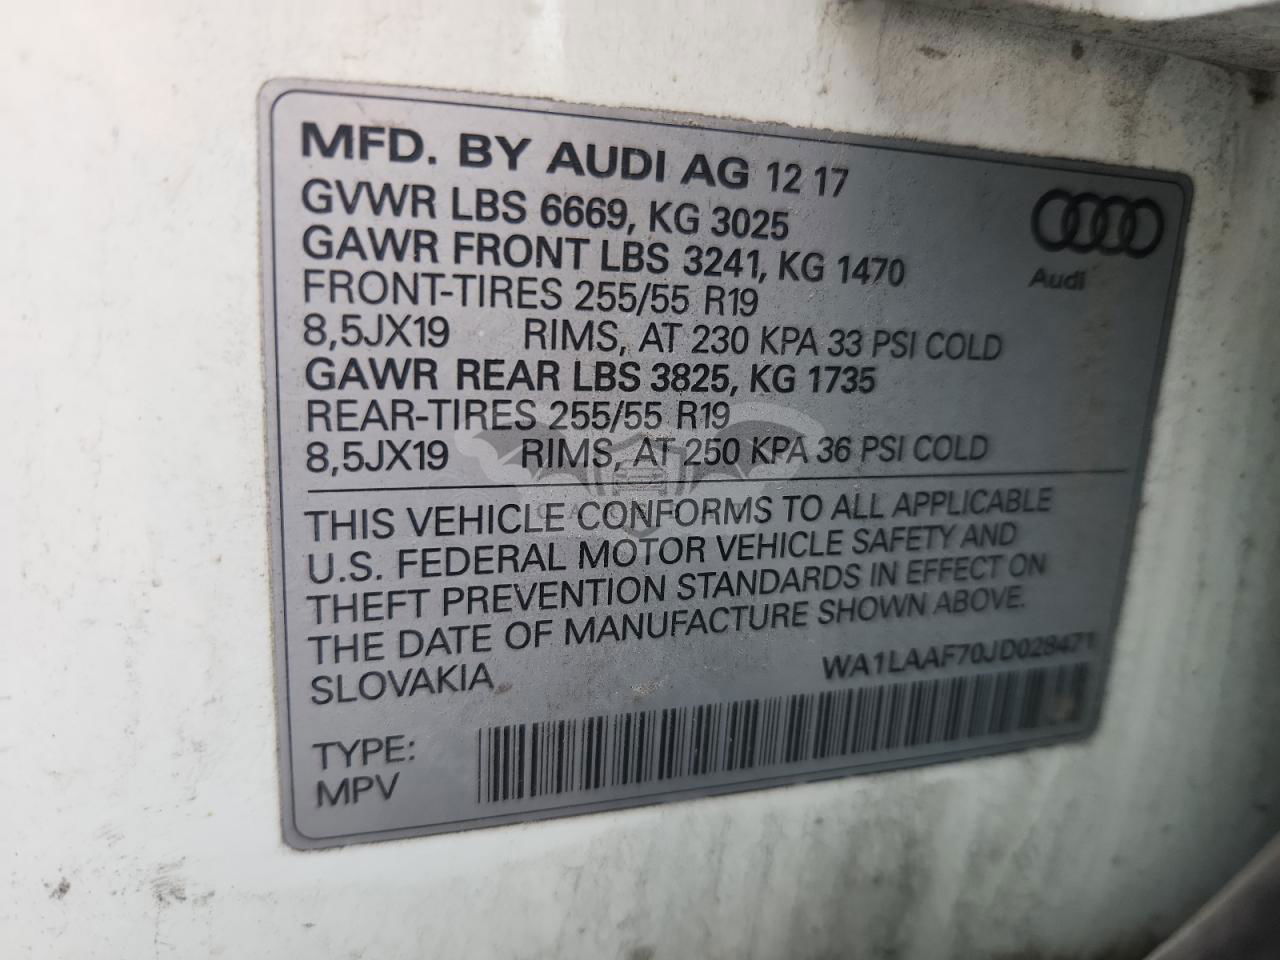 MFD. BY AUDI AG 12 17
GVWR LBS 6669, KG 3025
GAWR FRONT LBS 3241, KG 1470
FRONT-TIRES 255/55 R19
8,5JX19 RIMS, AT 230 KPA 33 PSI COLD
GAWR REAR LBS 3825, KG 1735
REAR-TIRES 255/55 R19
8,5JX19 RIMS, AT 250 KPA 36 PSI COLD
Audi
THIS VEHICLE CONFORMS TO ALL APPLICABLE
U.S. FEDERAL MOTOR VEHICLE SAFETY AND
THEFT PREVENTION STANDARDS IN EFFECT ON
THE DATE OF MANUFACTURE SHOWN ABOVE.
SLOVAKIA WA1LAAF70JD028471
TYPE:
MPV